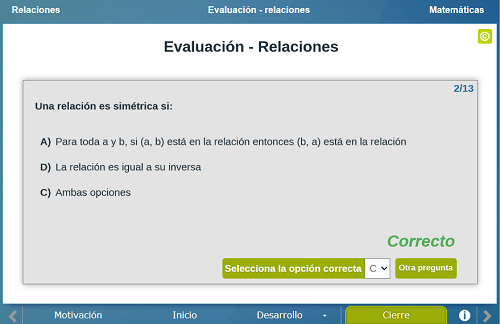 Relaciones Evaluación - relaciones Matemáticas
Evaluación - Relaciones
2/13
Una relación es simétrica si:
A) Para toda a y b, si (a, b) está en la relación entonces (b, a) está en la relación
D) La relación es igual a su inversa
C) Ambas opciones
Correcto
Selecciona la opción correcta C Otra pregunta
Motivación Inicio Desarrollo Cierre